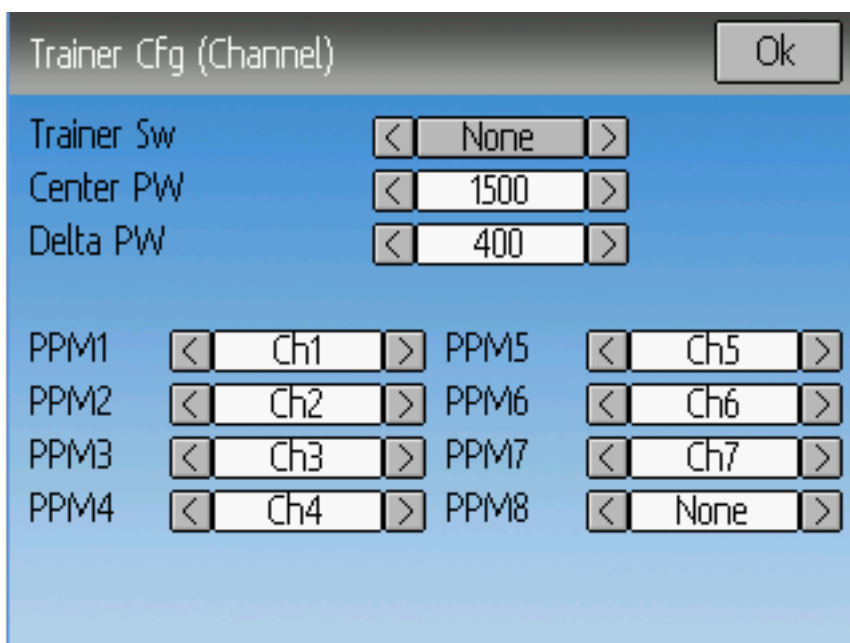 Trainer Cfg (Channel) Ok
Trainer Sw < None >
Center PW < 1500 >
Delta PW < 400 >
PPM1 < Ch1 > PPM5 < Ch5 >
PPM2 < Ch2 > PPM6 < Ch6 >
PPM3 < Ch3 > PPM7 < Ch7 >
PPM4 < Ch4 > PPM8 < None >